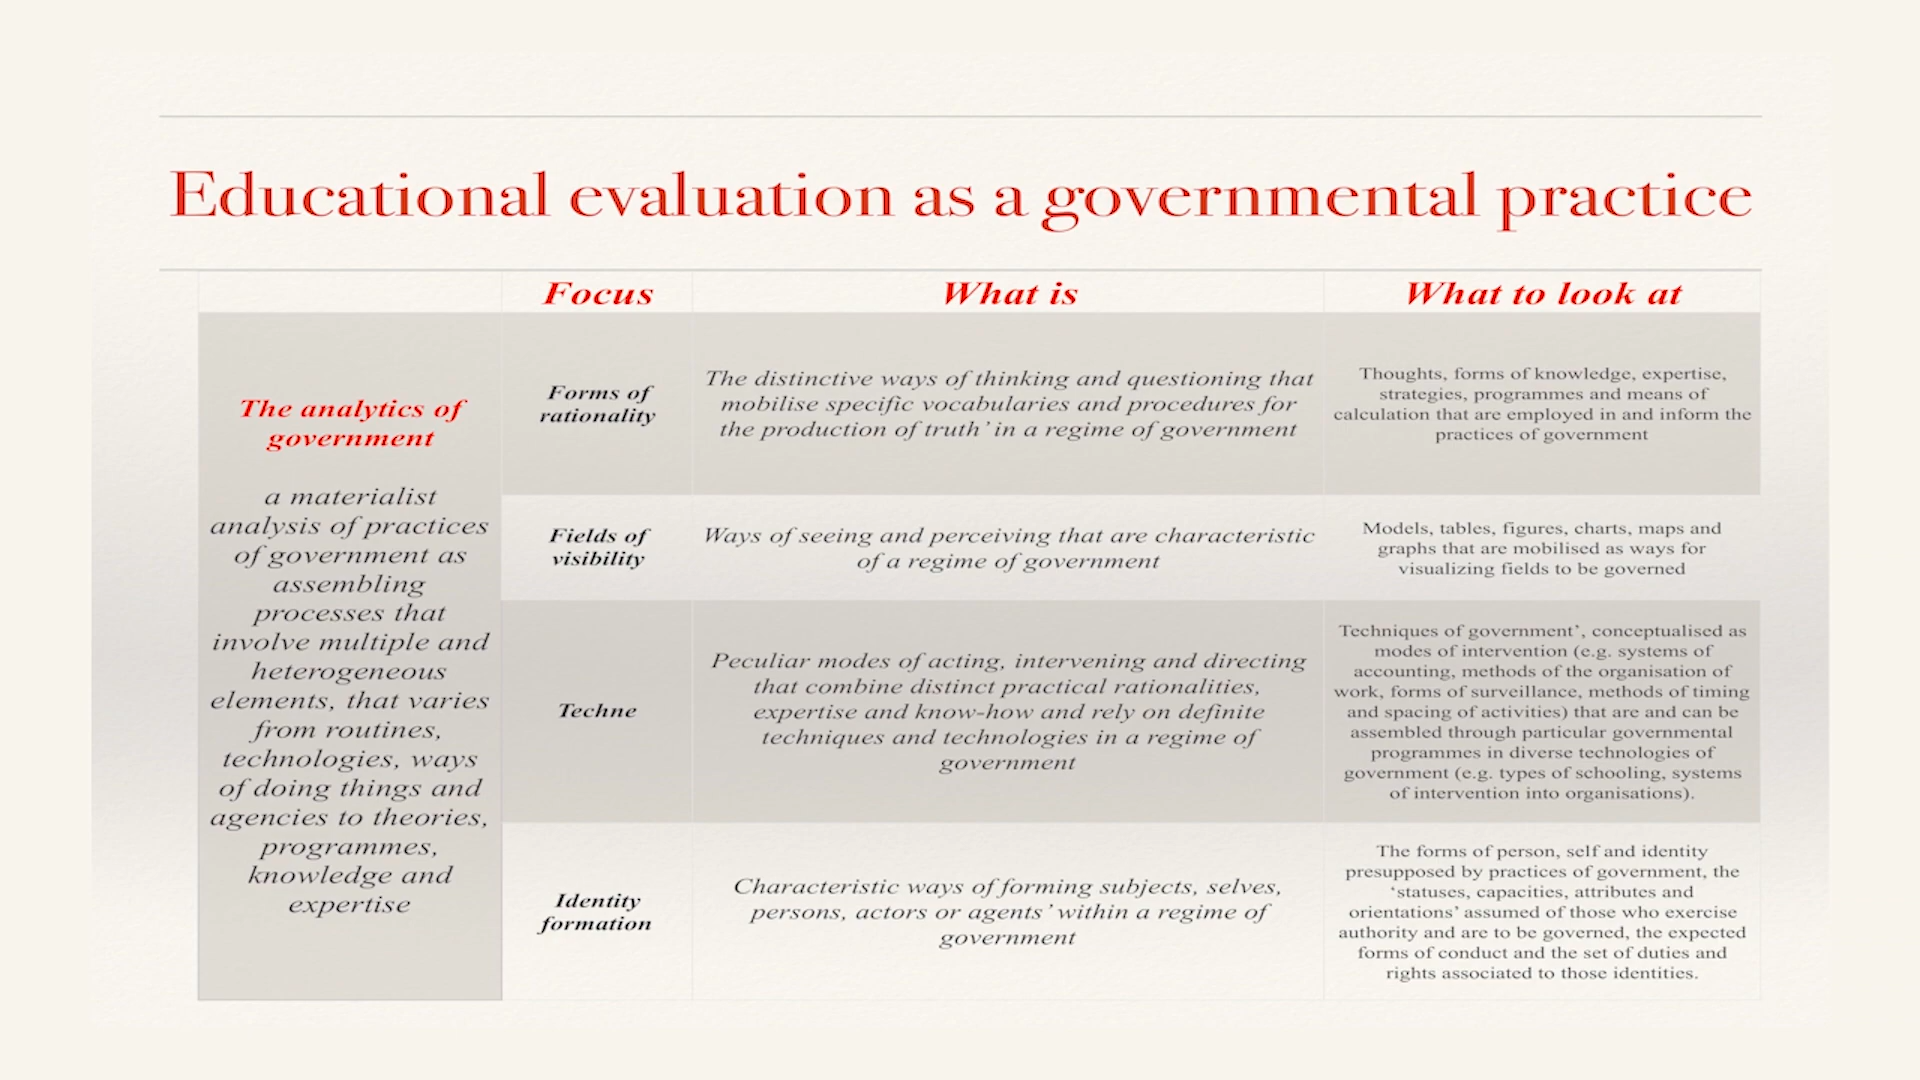 Educational evaluation as a governmental practice
Focus
What is
What to look at
The analytics of
government
a materialist
analysis of practices
of government as
assembling
processes that
involve multiple and
heterogeneous
elements, that varies
from routines,
technologies, ways
of doing things and
agencies to theories,
programmes,
knowledge and
expertise
Forms of
rationality
The distinctive ways of thinking and questioning that
mobilise specific vocabularies and procedures for
the production of truth’ in a regime of government
Thoughts, forms of knowledge, expertise,
strategies, programmes and means of
calculation that are employed in and inform the
practices of government
Fields of
visibility
Ways of seeing and perceiving that are characteristic
of a regime of government
Models, tables, figures, charts, maps and
graphs that are mobilised as ways for
visualizing fields to be governed
Techne
Peculiar modes of acting, intervening and directing
that combine distinct practical rationalities,
expertise and know-how and rely on definite
techniques and technologies in a regime of
government
Techniques of government’, conceptualised as
modes of intervention (e.g. systems of
accounting, methods of the organisation of
work, forms of surveillance, methods of timing
and spacing of activities) that are and can be
assembled through particular governmental
programmes in diverse technologies of
government (e.g. types of schooling, systems
of intervention into organisations).
Identity
formation
Characteristic ways of forming subjects, selves,
persons, actors or agents’ within a regime of
government
The forms of person, self and identity
presupposed by practices of government, the
‘statuses, capacities, attributes and
orientations’ assumed of those who exercise
authority and are to be governed, the expected
forms of conduct and the set of duties and
rights associated to those identities.